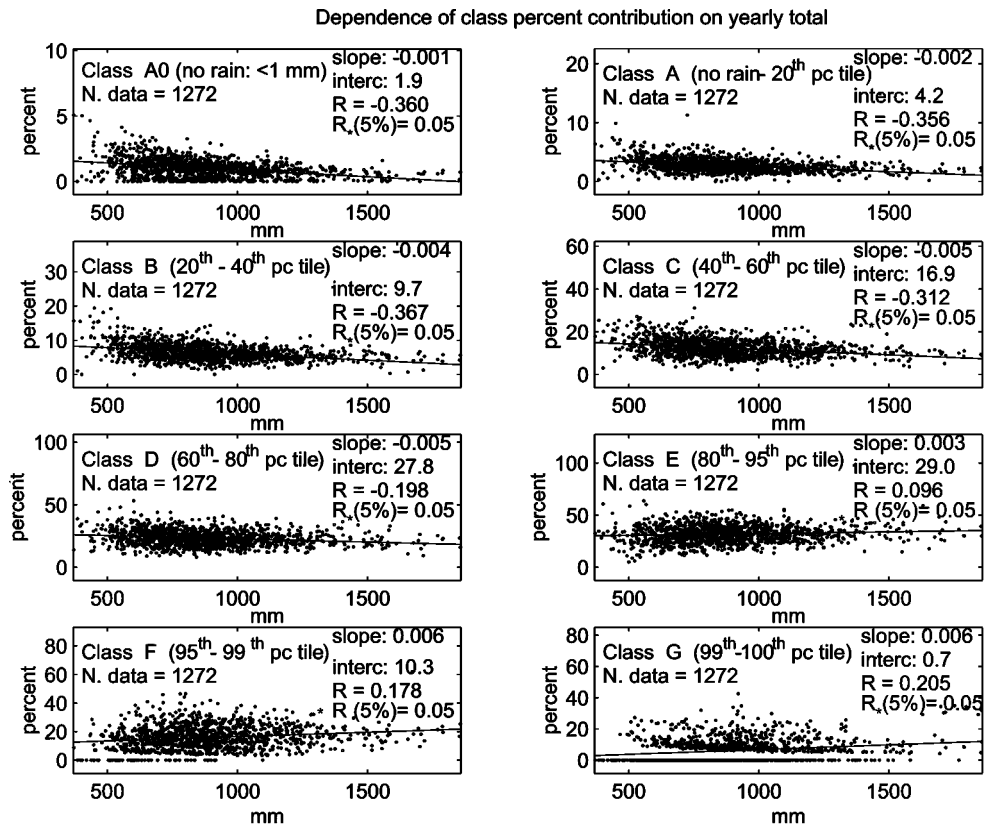 Dependence of class percent contribution on yearly total
Class A0 (no rain: <1 mm)
N. data = 1272
slope: -0.001
interc: 1.9
R = -0.360
R*(5%)= 0.05
percent
10
5
0
500 1000 1500
mm
Class A (no rain- 20th pc tile)
N. data = 1272
slope: -0.002
interc: 4.2
R = -0.356
R*(5%)= 0.05
percent
20
10
0
500 1000 1500
mm
Class B (20th - 40th pc tile)
N. data = 1272
slope: -0.004
interc: 9.7
R = -0.367
R*(5%)= 0.05
percent
30
20
10
0
500 1000 1500
mm
Class C (40th- 60th pc tile)
N. data = 1272
slope: -0.005
interc: 16.9
R = -0.312
R*(5%)= 0.05
percent
60
40
20
0
500 1000 1500
mm
Class D (60th- 80th pc tile)
N. data = 1272
slope: -0.005
interc: 27.8
R = -0.198
R*(5%)= 0.05
percent
100
50
0
500 1000 1500
mm
Class E (80th- 95th pc tile)
N. data = 1272
slope: 0.003
interc: 29.0
R = 0.096
R*(5%)= 0.05
percent
100
50
0
500 1000 1500
mm
Class F (95th- 99 th pc tile)
N. data = 1272
slope: 0.006
interc: 10.3
R = 0.178
R*(5%)= 0.05
percent
80
60
40
20
0
500 1000 1500
mm
Class G (99th-100th pc tile)
N. data = 1272
slope: 0.006
interc: 0.7
R = 0.205
R*(5%)= 0.05
percent
80
60
40
20
0
500 1000 1500
mm